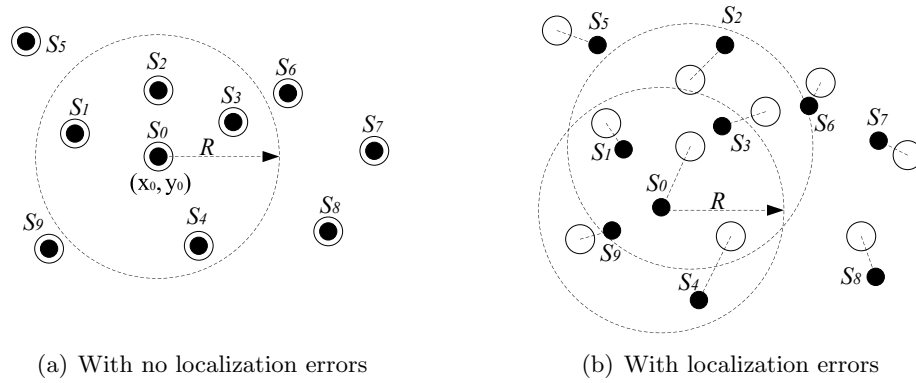 S5
S2
S6
S1
S3
S7
S0
R
(x0, y0)
S9
S4
S8
(a) With no localization errors
S5
S2
S6
S7
S3
S1
S0
R
S9
S4
S8
(b) With localization errors